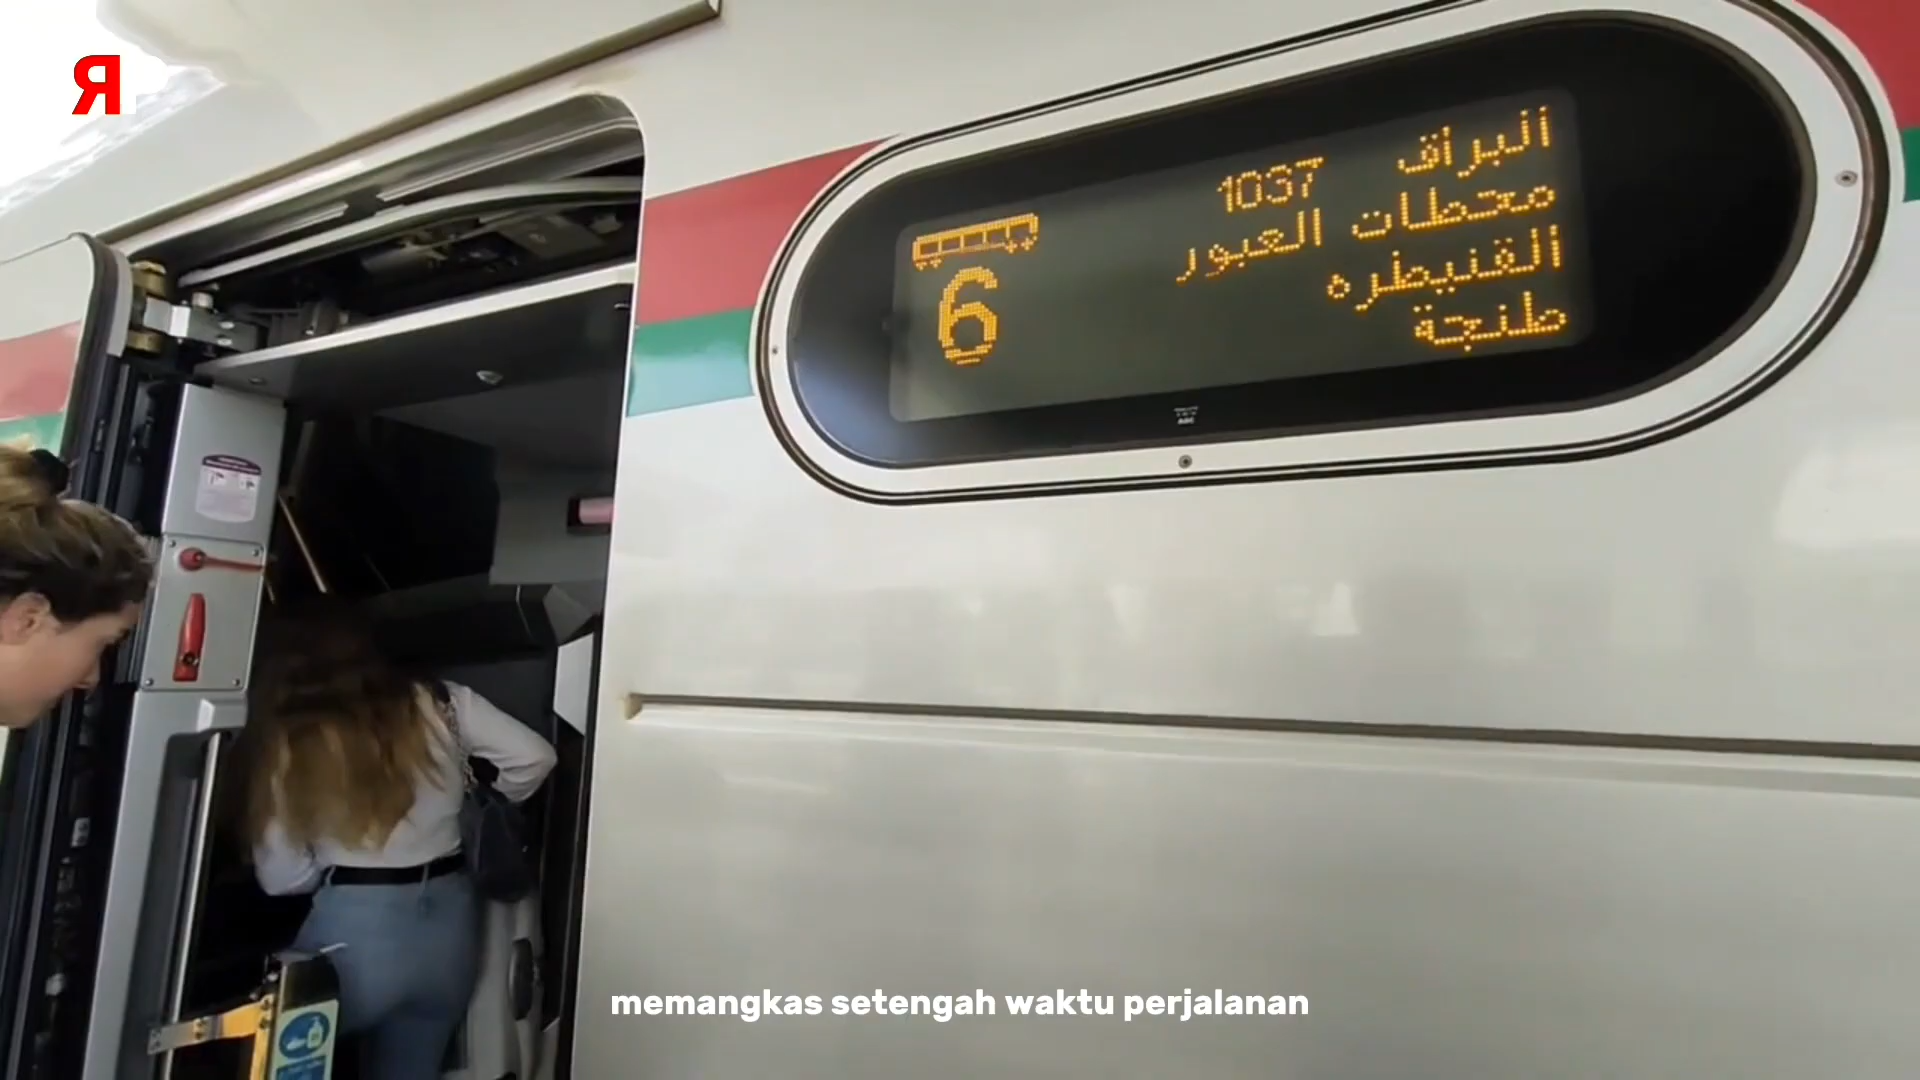 Я
البراق 1037
محطات العبور
القنيطره
طنجة
6
memangkas setengah waktu perjalanan